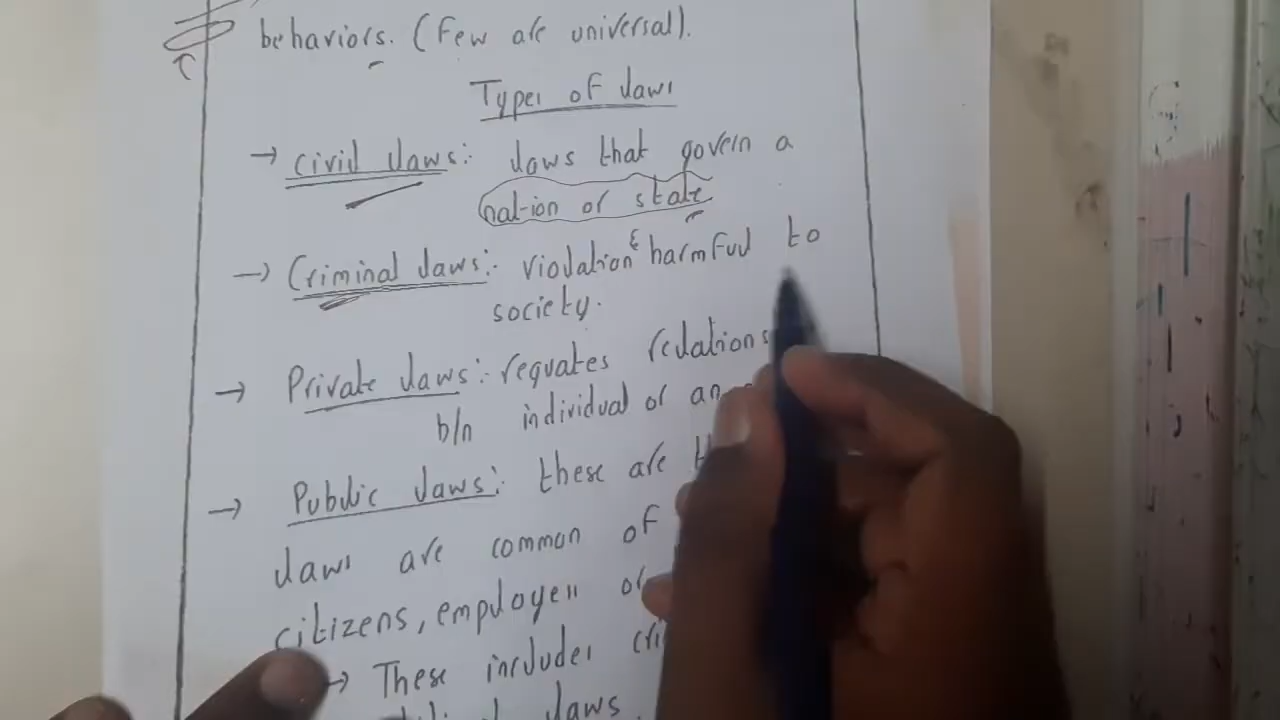 behaviors. (Few are universal).
Types of Laws
→ civil Laws:- Laws that govern a
nation or state
→ Criminal Laws:- violation & harmful to
society.
→ Private Laws:- reguates relations
b/n individual or an
→ Public Laws: these are
Laws are common of
citizens, employees or
→ These includes
Laws